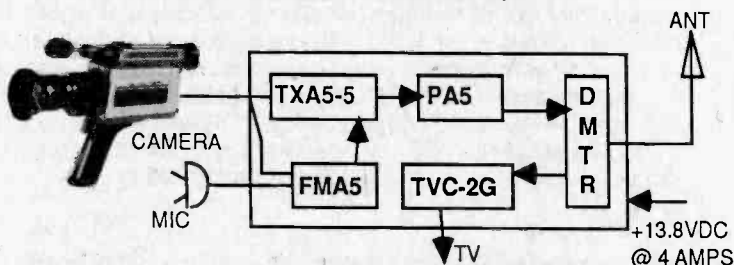 ANT
TXA5-5
PA5
D
M
T
R
CAMERA
FMA5
TVC-2G
MIC
TV
+13.8VDC
@ 4 AMPS